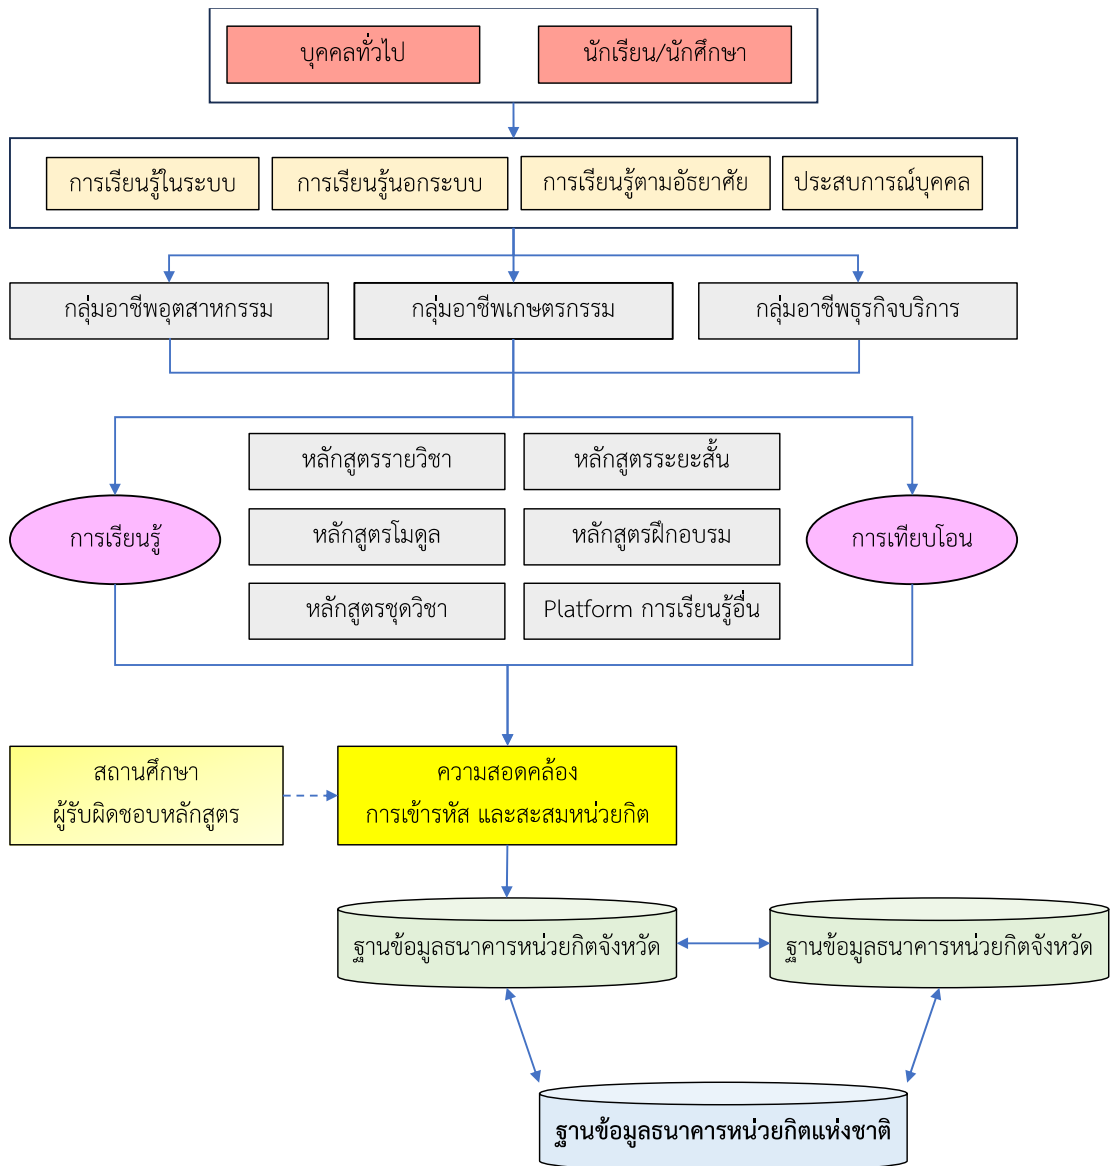 บุคคลทั่วไป
นักเรียน/นักศึกษา
การเรียนรู้ในระบบ
การเรียนรู้นอกระบบ
การเรียนรู้ตามอัธยาศัย
ประสบการณ์บุคคล
กลุ่มอาชีพอุตสาหกรรม
กลุ่มอาชีพเกษตรกรรม
กลุ่มอาชีพธุรกิจบริการ
หลักสูตรรายวิชา
หลักสูตรระยะสั้น
การเรียนรู้
หลักสูตรโมดูล
หลักสูตรฝึกอบรม
การเทียบโอน
หลักสูตรชุดวิชา
Platform การเรียนรู้อื่น
สถานศึกษา
ผู้รับผิดชอบหลักสูตร
ความสอดคล้อง
การเข้ารหัส และสะสมหน่วยกิต
ฐานข้อมูลธนาคารหน่วยกิตจังหวัด
ฐานข้อมูลธนาคารหน่วยกิตจังหวัด
ฐานข้อมูลธนาคารหน่วยกิตแห่งชาติ